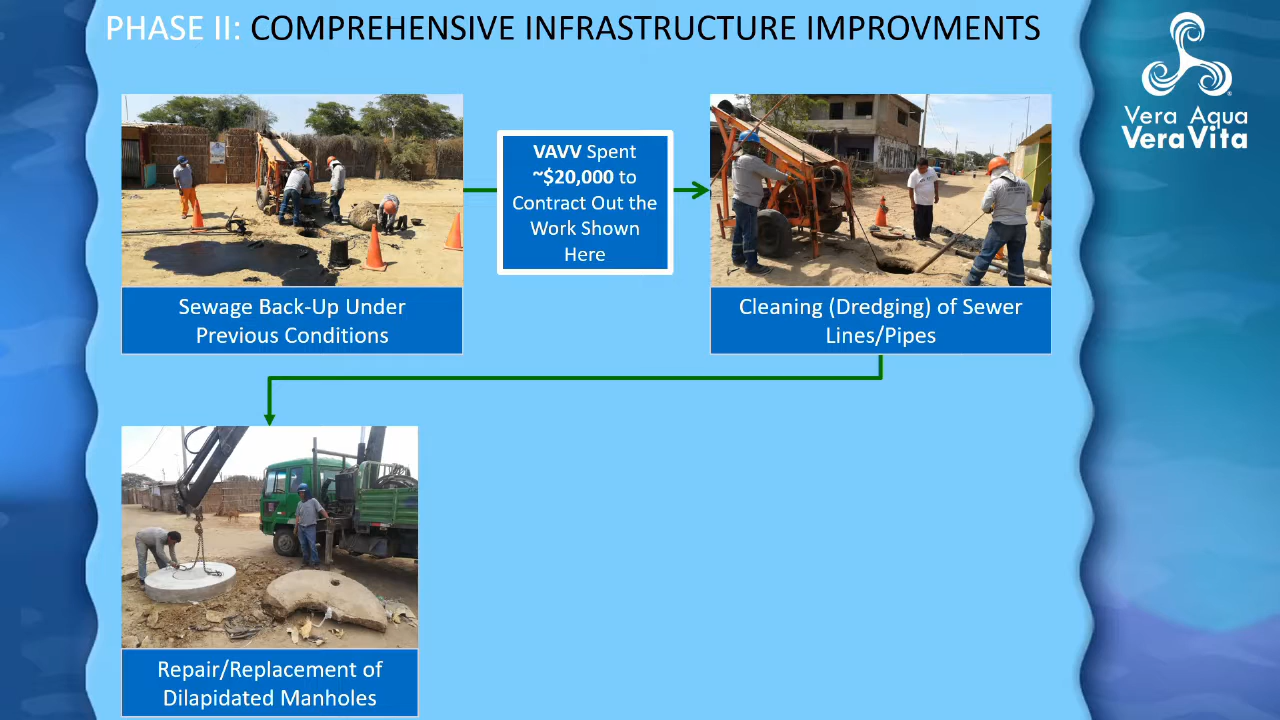 PHASE II: COMPREHENSIVE INFRASTRUCTURE IMPROVMENTS
Vera Aqua
VeraVita
VAVV Spent
~$20,000 to
Contract Out the
Work Shown
Here
Sewage Back-Up Under
Previous Conditions
Cleaning (Dredging) of Sewer
Lines/Pipes
Repair/Replacement of
Dilapidated Manholes